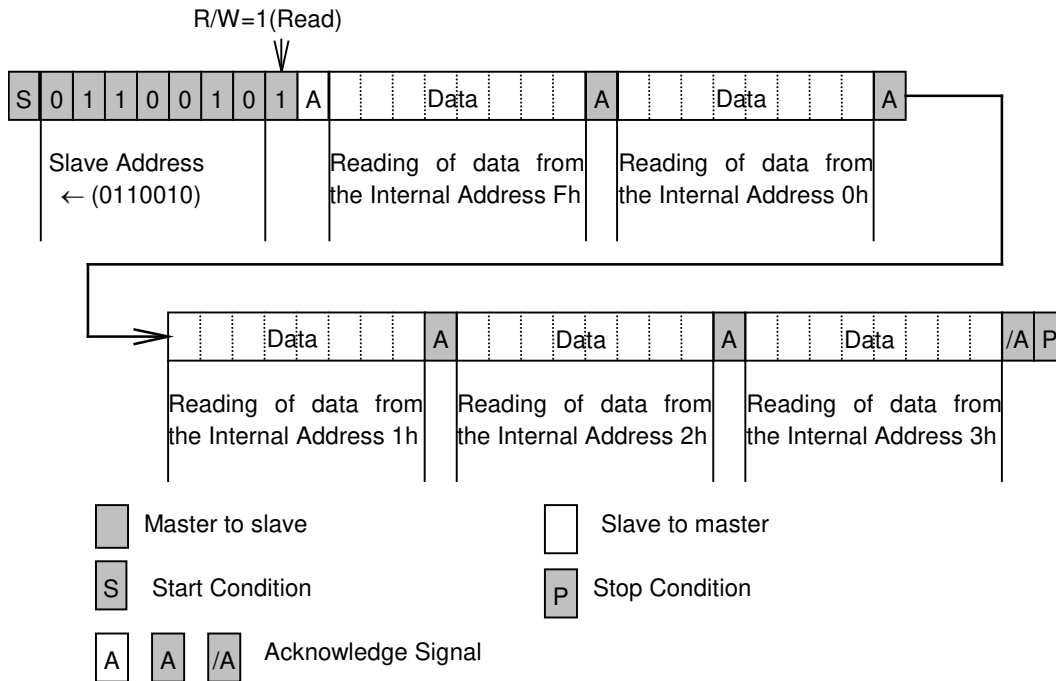 R/W=1(Read)
S 0 1 1 0 0 1 0 1 A Data A Data A
Slave Address
← (0110010)
Reading of data from
the Internal Address Fh
Reading of data from
the Internal Address 0h
Data A Data A Data /A P
Reading of data from
the Internal Address 1h
Reading of data from
the Internal Address 2h
Reading of data from
the Internal Address 3h
Master to slave
Slave to master
S Start Condition
P Stop Condition
A A /A Acknowledge Signal